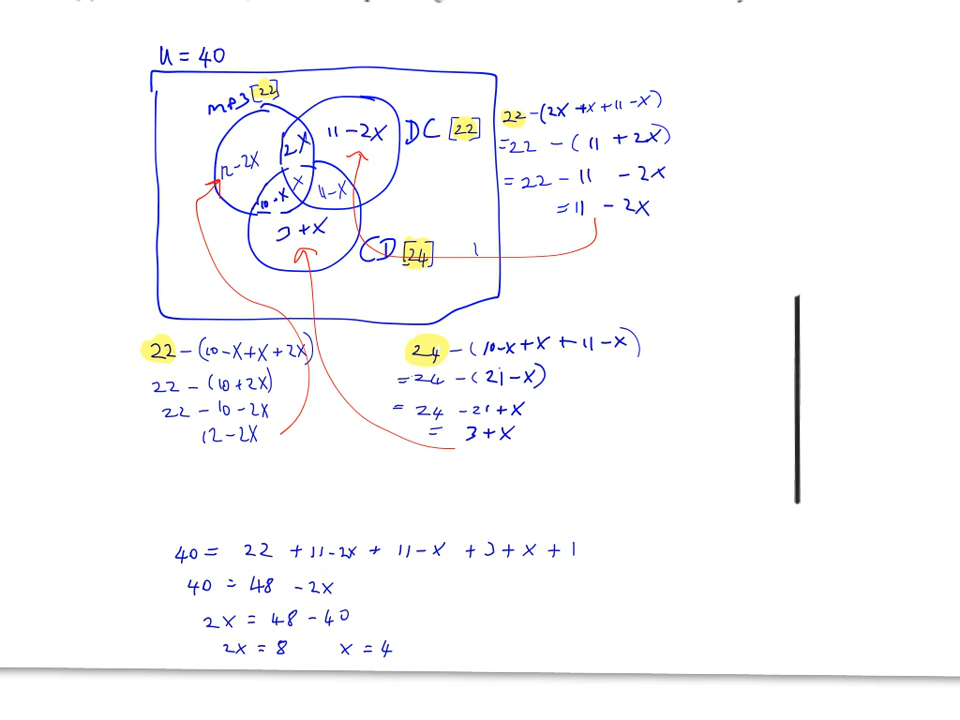 U = 40
MP3 [22]
DC [22]
12-2X
2X
11-2X
10-X
X
11-X
3+X
CD [24]
1
22-(2X+X+11-X)
=22-(11+2X)
=22-11-2X
=11-2X
22-(10-X+X+2X)
22-(10+2X)
22-10-2X
12-2X
24-(10-X+X+11-X)
=24-(21-X)
=24-21+X
= 3+X
40 = 22 +11-2X + 11-X +3+X+1
40 = 48 -2X
2X = 48-40
2X = 8 X = 4